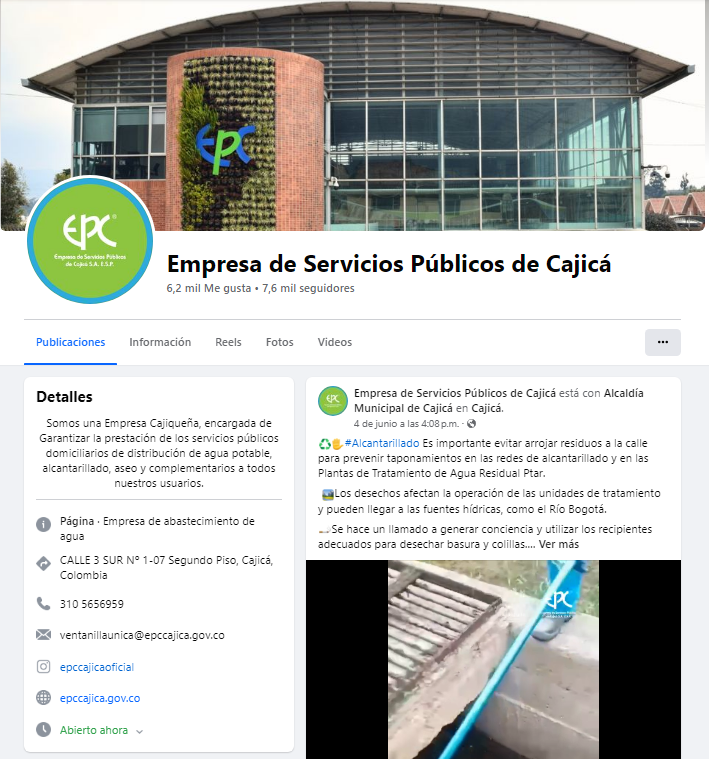 EPC
EPC
Empresa de Servicios Públicos
de Cajicá S.A. E.S.P.
Empresa de Servicios Públicos de Cajicá
6,2 mil Me gusta • 7,6 mil seguidores
Publicaciones
Información
Reels
Fotos
Videos
Detalles
Somos una Empresa Cajiqueña, encargada de
Garantizar la prestación de los servicios públicos
domiciliarios de distribución de agua potable,
alcantarillado, aseo y complementarios a todos
nuestros usuarios.
Página · Empresa de abastecimiento de
agua
CALLE 3 SUR Nº 1-07 Segundo Piso, Cajicá,
Colombia
310 5656959
ventanillaunica@epccajica.gov.co
epccajicaoficial
epccajica.gov.co
Abierto ahora
EPC
Empresa de Servicios Públicos de Cajicá está con Alcaldía
Municipal de Cajicá en Cajicá.
4 de junio a las 4:08 p.m. ·
#Alcantarillado Es importante evitar arrojar residuos a la calle
para prevenir taponamientos en las redes de alcantarillado y en las
Plantas de Tratamiento de Agua Residual Ptar.
Los desechos afectan la operación de las unidades de tratamiento
y pueden llegar a las fuentes hídricas, como el Río Bogotá.
Se hace un llamado a generar conciencia y utilizar los recipientes
adecuados para desechar basura y colillas.... Ver más
EPC